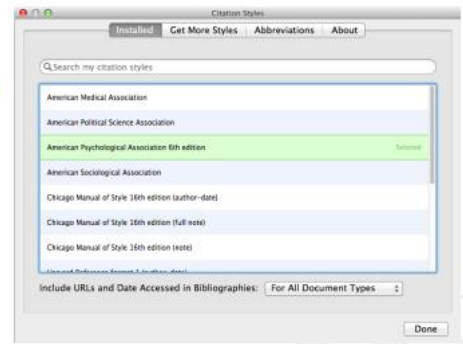 Citation Styles
Installed Get More Styles Abbreviations About
Search my citation styles
American Medical Association
American Political Science Association
American Psychological Association 6th edition Selected
American Sociological Association
Chicago Manual of Style 16th edition (author-date)
Chicago Manual of Style 16th edition (full note)
Chicago Manual of Style 16th edition (note)
Include URLs and Date Accessed in Bibliographies: For All Document Types
Done